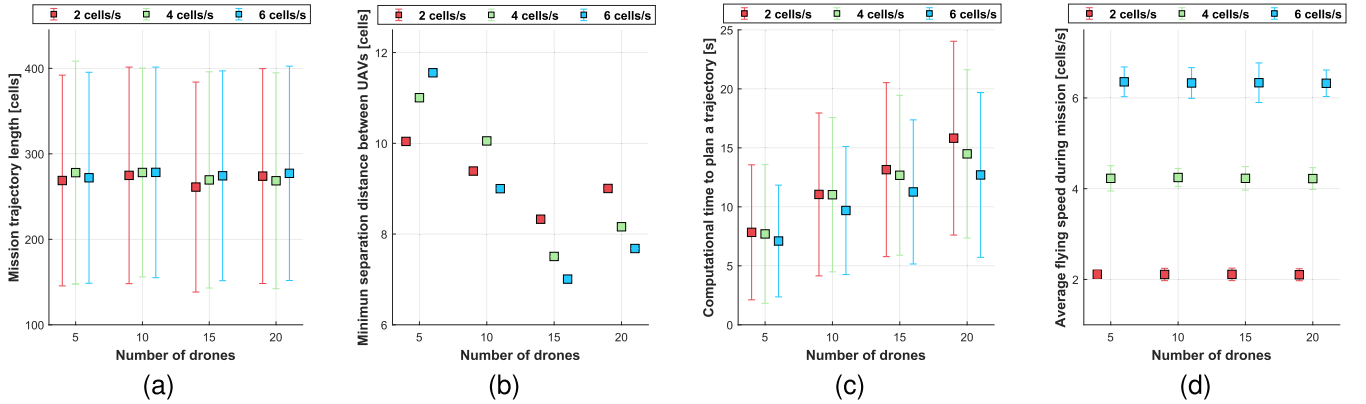 2 cells/s 4 cells/s 6 cells/s
Mission trajectory length [cells]
400
300
200
100
5 10 15 20
Number of drones
(a)
2 cells/s 4 cells/s 6 cells/s
Minimun separation distance between UAVs [cells]
12
10
8
6
5 10 15 20
Number of drones
(b)
2 cells/s 4 cells/s 6 cells/s
Computational time to plan a trajectory [s]
25
20
15
10
5
0
5 10 15 20
Number of drones
(c)
2 cells/s 4 cells/s 6 cells/s
Average flying speed during mission [cells/s]
6
4
2
5 10 15 20
Number of drones
(d)